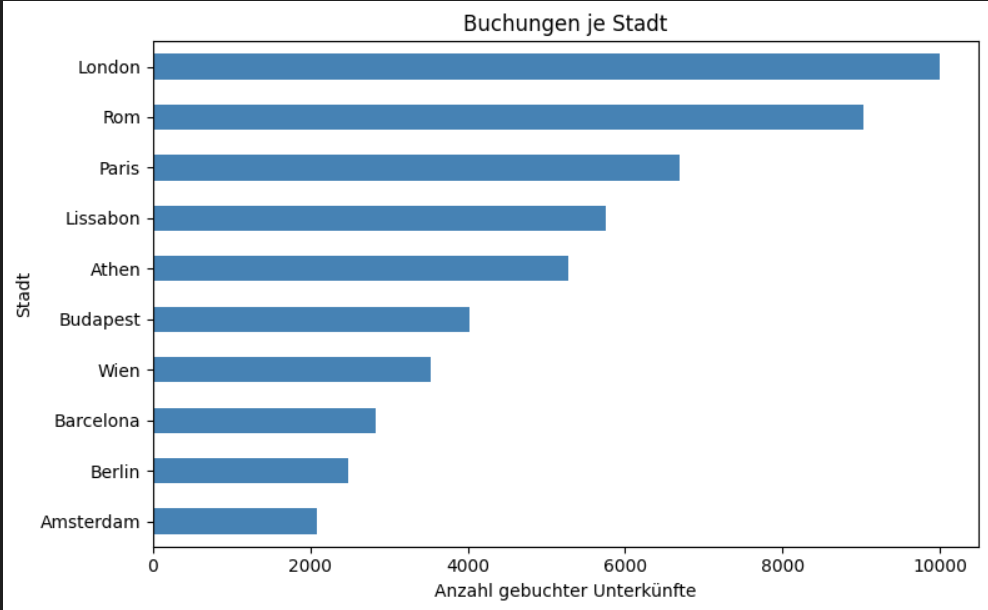 Buchungen je Stadt
London
Rom
Paris
Lissabon
Athen
Budapest
Wien
Barcelona
Berlin
Amsterdam
Stadt
0 2000 4000 6000 8000 10000
Anzahl gebuchter Unterkünfte